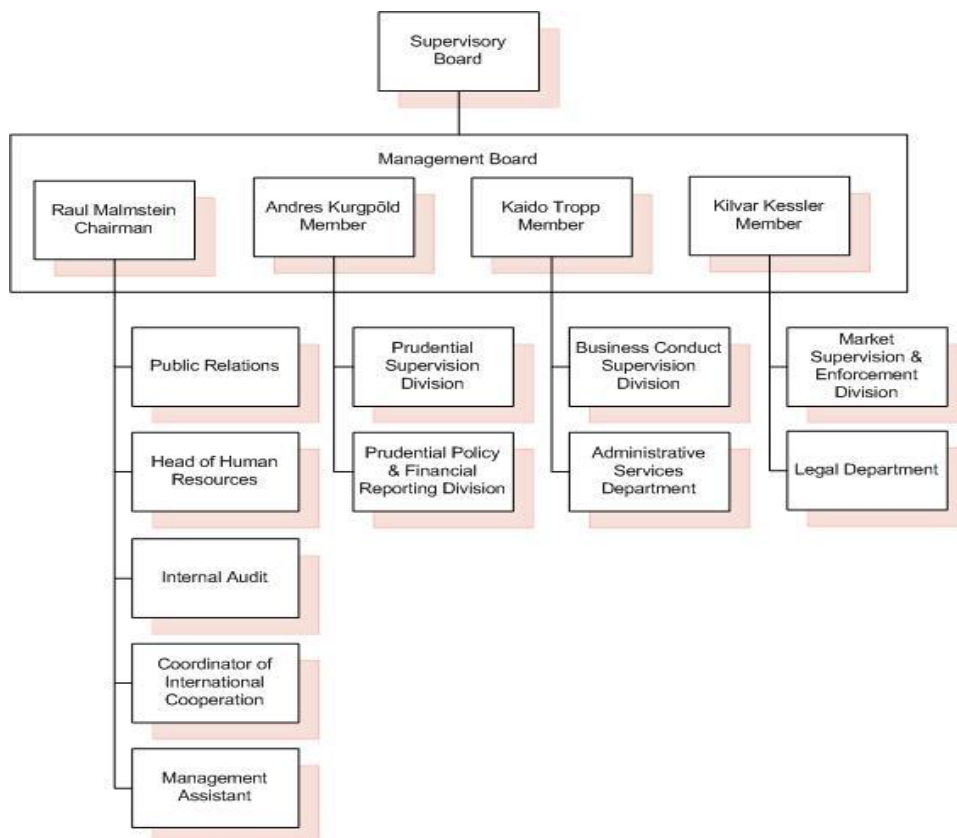 Supervisory
Board
Management Board
Raul Malmstein
Chairman
Andres Kurgpõld
Member
Kaido Tropp
Member
Kilvar Kessler
Member
Public Relations
Prudential
Supervision
Division
Business Conduct
Supervision
Division
Market
Supervision &
Enforcement
Division
Head of Human
Resources
Prudential Policy
& Financial
Reporting Division
Administrative
Services
Department
Legal Department
Internal Audit
Coordinator of
International
Cooperation
Management
Assistant